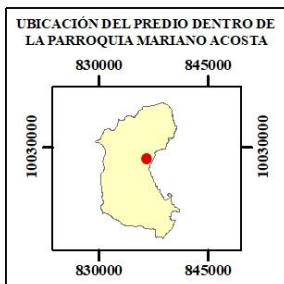 UBICACIÓN DEL PREDIO DENTRO DE
LA PARROQUIA MARIANO ACOSTA
830000 845000
10030000 10030000
830000 845000